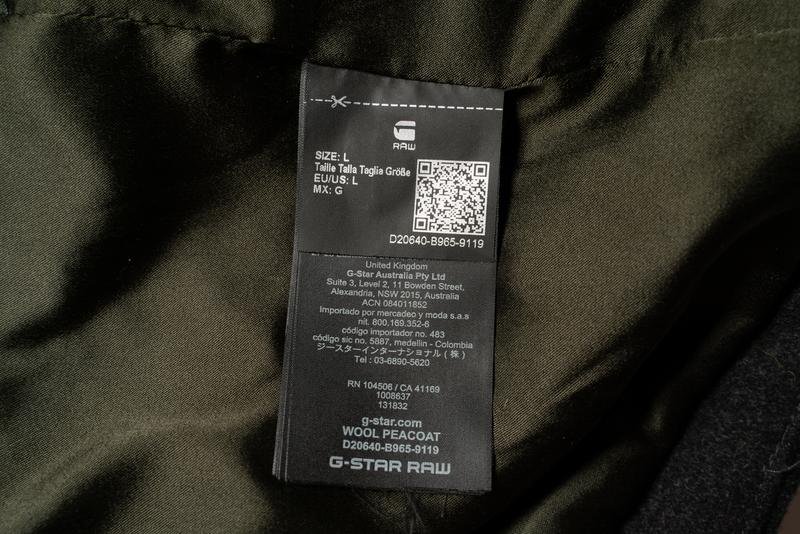 RAW
SIZE: L
Taille Talla Taglia Größe
EU/US: L
MX: G
D20640-B965-9119
United Kingdom
G-Star Australia Pty Ltd
Suite 3, Level 2, 11 Bowden Street,
Alexandria, NSW 2015, Australia
ACN 084011852
Importado por mercadeo y moda s.a.s
nit. 800.169.352-6
código importador no. 483
código sic no. 5887, medellin - Colombia
ジースターインターナショナル(株)
Tel : 03-6890-5620
RN 104506 / CA 41169
1008637
131832
g-star.com
WOOL PEACOAT
D20640-B965-9119
G-STAR RAW